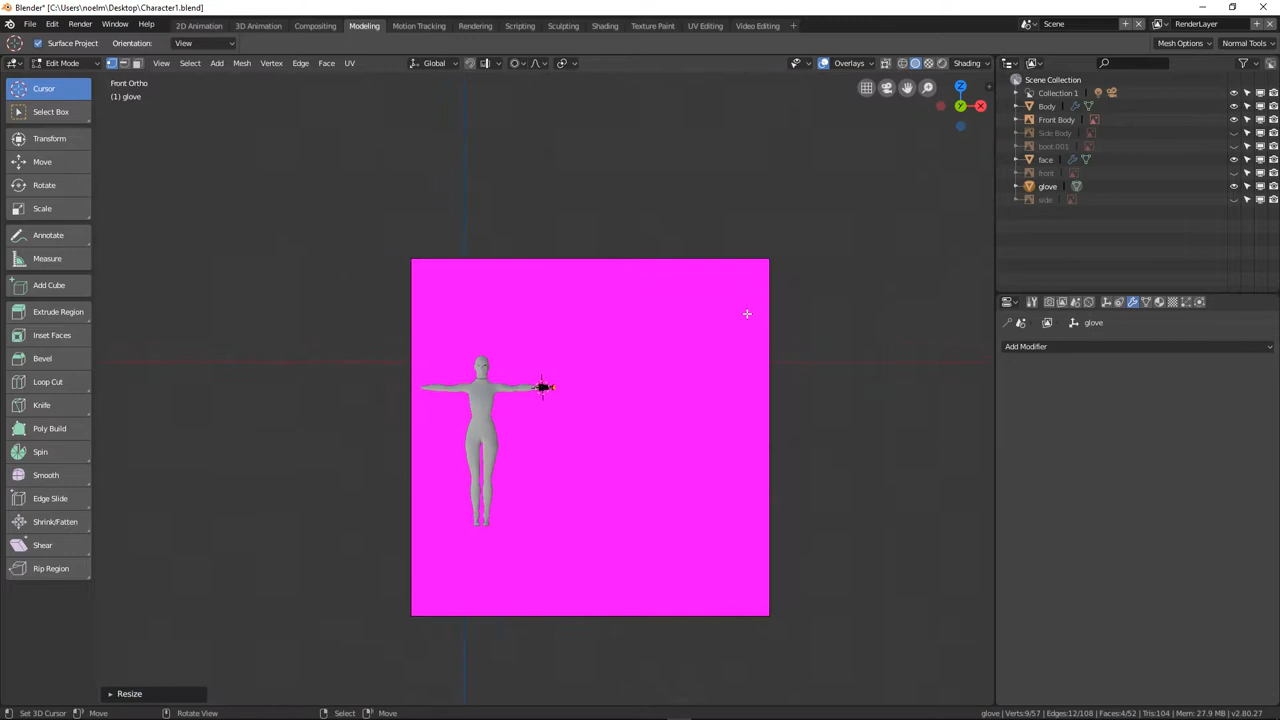 Blender* [C:\Users\noelm\Desktop\Character1.blend]
File Edit Render Window Help
2D Animation 3D Animation Compositing Modeling Motion Tracking Rendering Scripting Sculpting Shading Texture Paint UV Editing Video Editing +
Scene RenderLayer
Surface Project Orientation: View
Mesh Options Normal Tools
Edit Mode View Select Add Mesh Vertex Edge Face UV Global Overlays Shading
Front Ortho
(1) glove
Z
Y
X
Cursor
Select Box
Transform
Move
Rotate
Scale
Annotate
Measure
Add Cube
Extrude Region
Inset Faces
Bevel
Loop Cut
Knife
Poly Build
Spin
Smooth
Edge Slide
Shrink/Fatten
Shear
Rip Region
Scene Collection
Collection 1
Body
Front Body
Side Body
boot.001
face
front
glove
side
glove
Add Modifier
Resize
Set 3D Cursor Move Rotate View Select Move
glove | Verts:9/57 | Edges:12/108 | Faces:4/52 | Tris:104 | Mem: 27.9 MB | v2.80.27